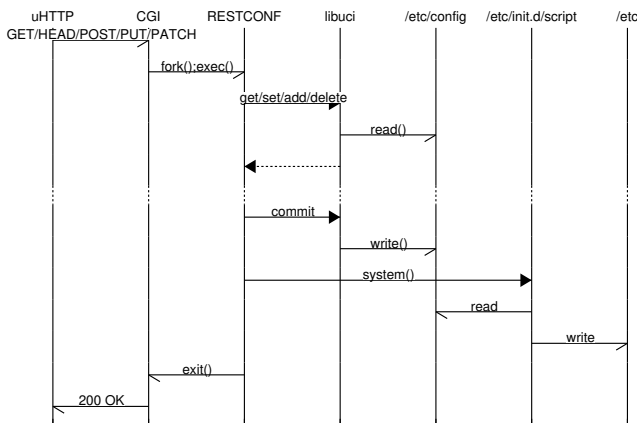 uHTTP CGI RESTCONF libuci /etc/config /etc/init.d/script /etc
GET/HEAD/POST/PUT/PATCH
fork();exec()
get/set/add/delete
read()
commit
write()
system()
read
write
exit()
200 OK